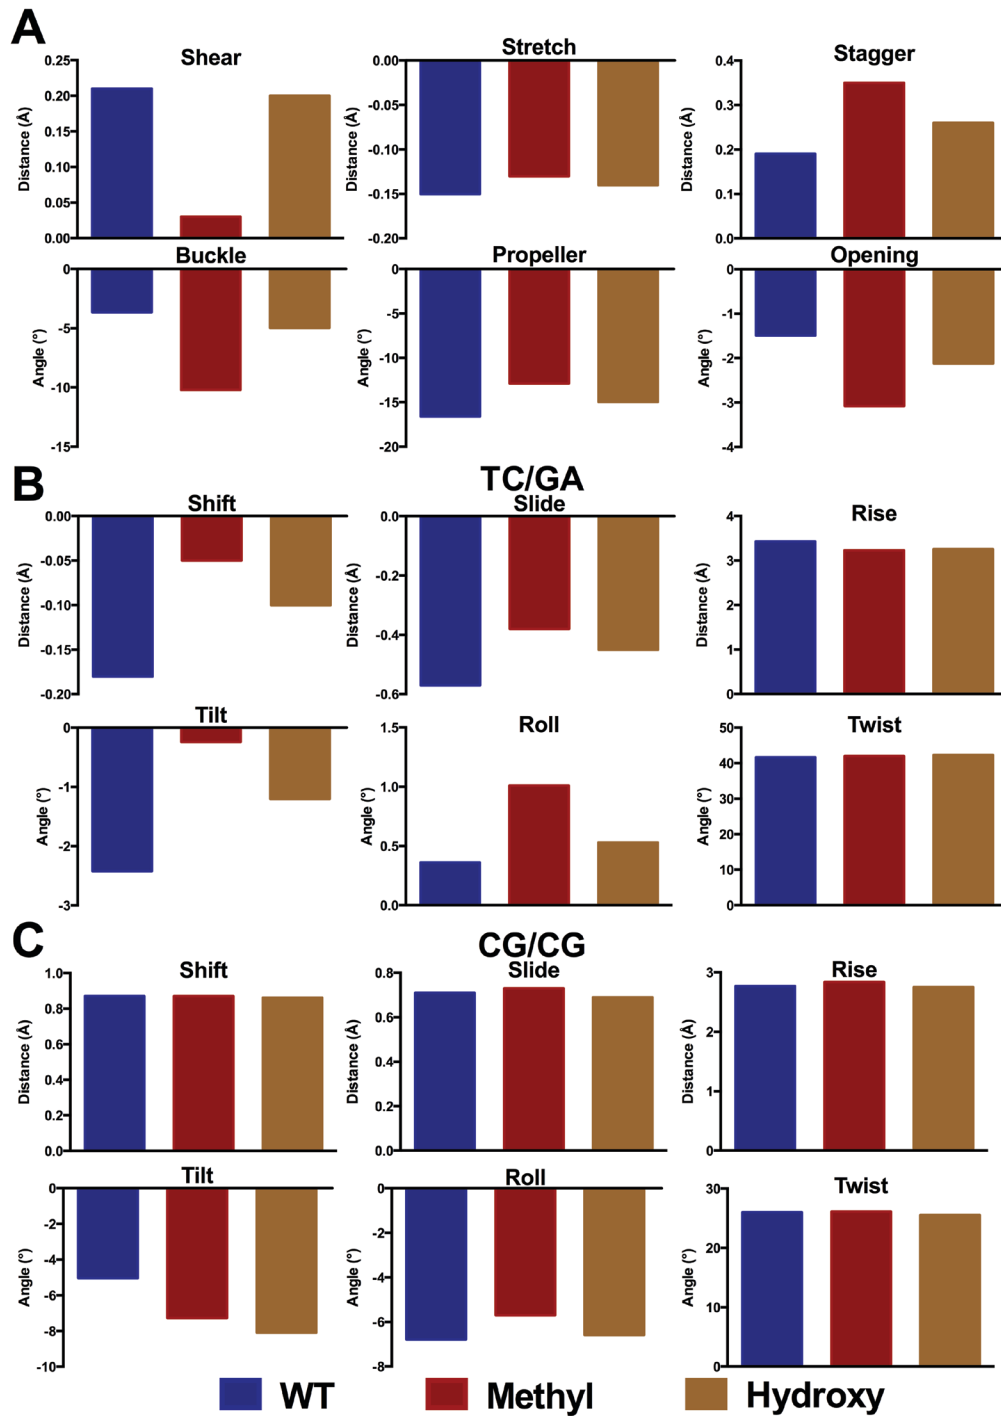 A
Shear
Distance (Å)
0.25
0.20
0.15
0.10
0.05
0.00
Stretch
Distance (Å)
0.00
-0.05
-0.10
-0.15
-0.20
Stagger
Distance (Å)
0.4
0.3
0.2
0.1
0.0
Buckle
Angle (°)
0
-5
-10
-15
Propeller
Angle (°)
0
-5
-10
-15
-20
Opening
Angle (°)
0
-1
-2
-3
-4
B
TC/GA
Shift
Distance (Å)
0.00
-0.05
-0.10
-0.15
-0.20
Slide
Distance (Å)
0.0
-0.2
-0.4
-0.6
Rise
Distance (Å)
4
3
2
1
0
Tilt
Angle (°)
0
-1
-2
-3
Roll
Angle (°)
1.5
1.0
0.5
0.0
Twist
Angle (°)
50
40
30
20
10
0
C
CG/CG
Shift
Distance (Å)
1.0
0.8
0.6
0.4
0.2
0.0
Slide
Distance (Å)
0.8
0.6
0.4
0.2
0.0
Rise
Distance (Å)
3
2
1
0
Tilt
Angle (°)
0
-2
-4
-6
-8
-10
Roll
Angle (°)
0
-2
-4
-6
-8
Twist
Angle (°)
30
20
10
0
WT
Methyl
Hydroxy